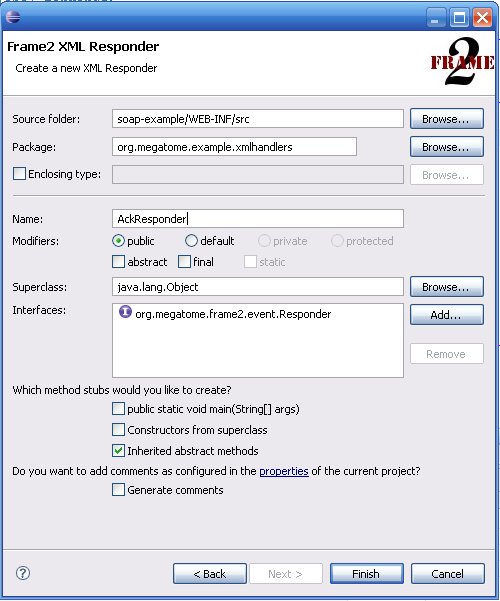 Frame2 XML Responder
Create a new XML Responder
FRAME 2
Source folder: soap-example/WEB-INF/src Browse...
Package: org.megatome.example.xmlhandlers Browse...
Enclosing type: Browse...
Name: AckResponder
Modifiers: public default private protected
abstract final static
Superclass: java.lang.Object Browse...
Interfaces: I org.megatome.frame2.event.Responder Add...
Remove
Which method stubs would you like to create?
public static void main(String[] args)
Constructors from superclass
Inherited abstract methods
Do you want to add comments as configured in the properties of the current project?
Generate comments
? < Back Next > Finish Cancel